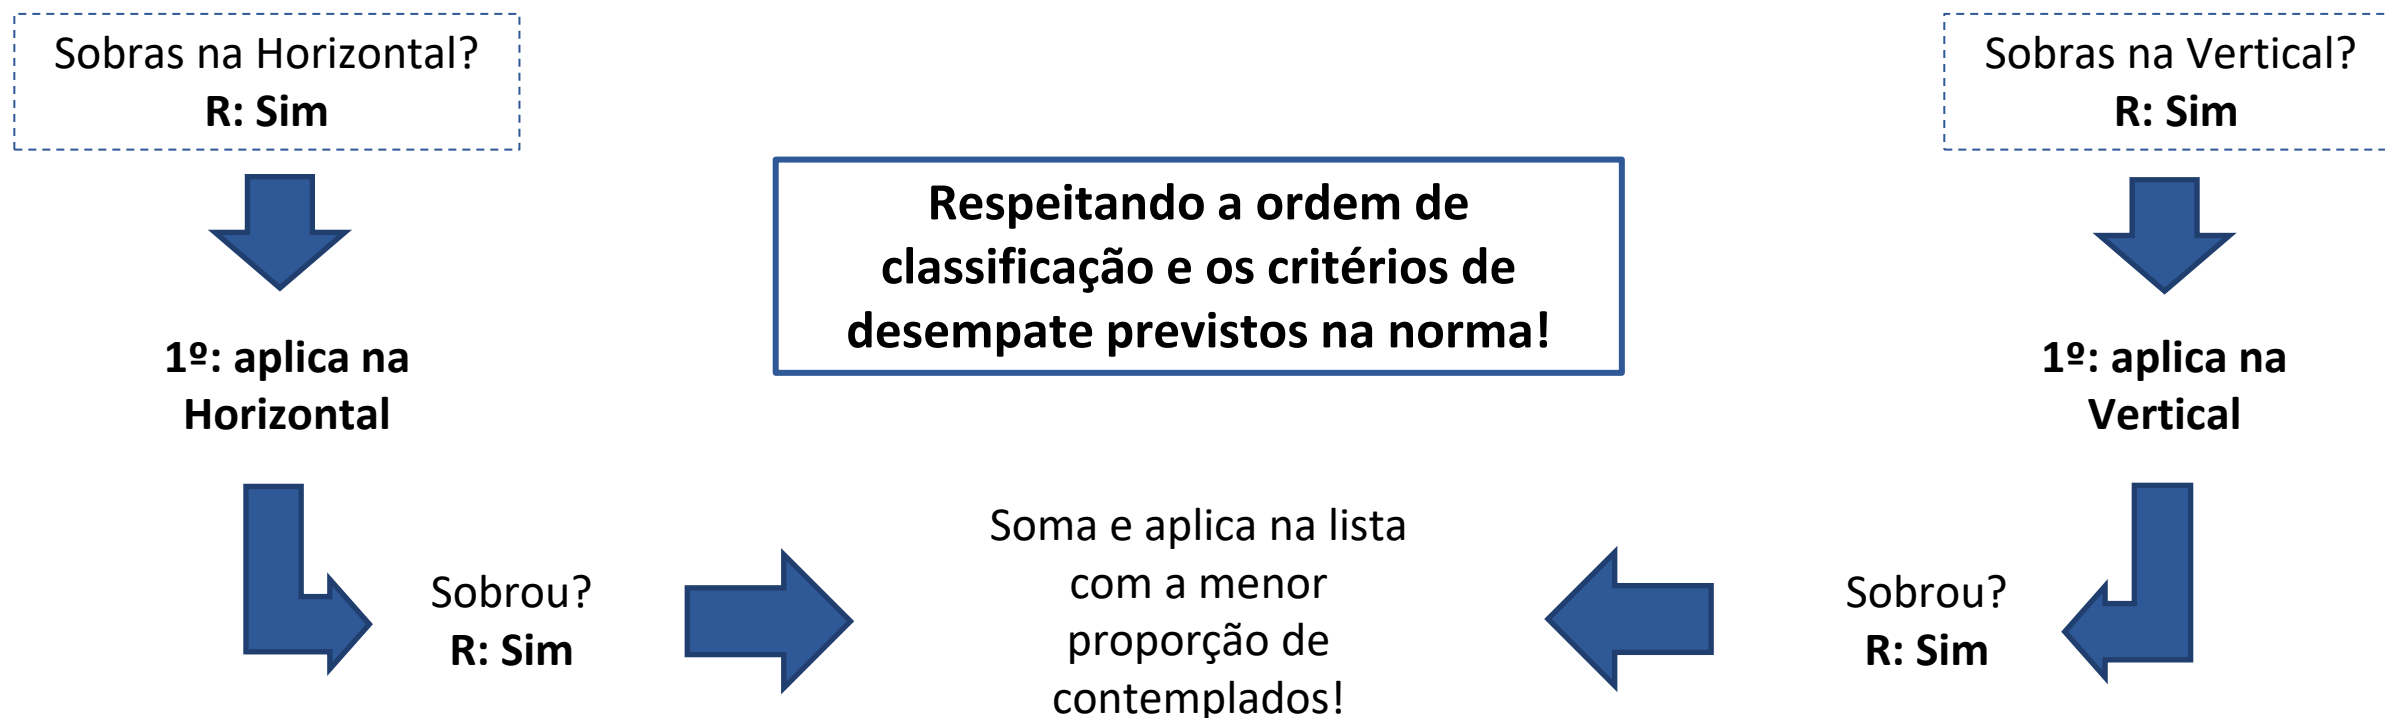 Sobras na Horizontal?
R: Sim
Sobras na Vertical?
R: Sim
Respeitando a ordem de
classificação e os critérios de
desempate previstos na norma!
1º: aplica na
Horizontal
1º: aplica na
Vertical
Sobrou?
R: Sim
Soma e aplica na lista
com a menor
proporção de
contemplados!
Sobrou?
R: Sim